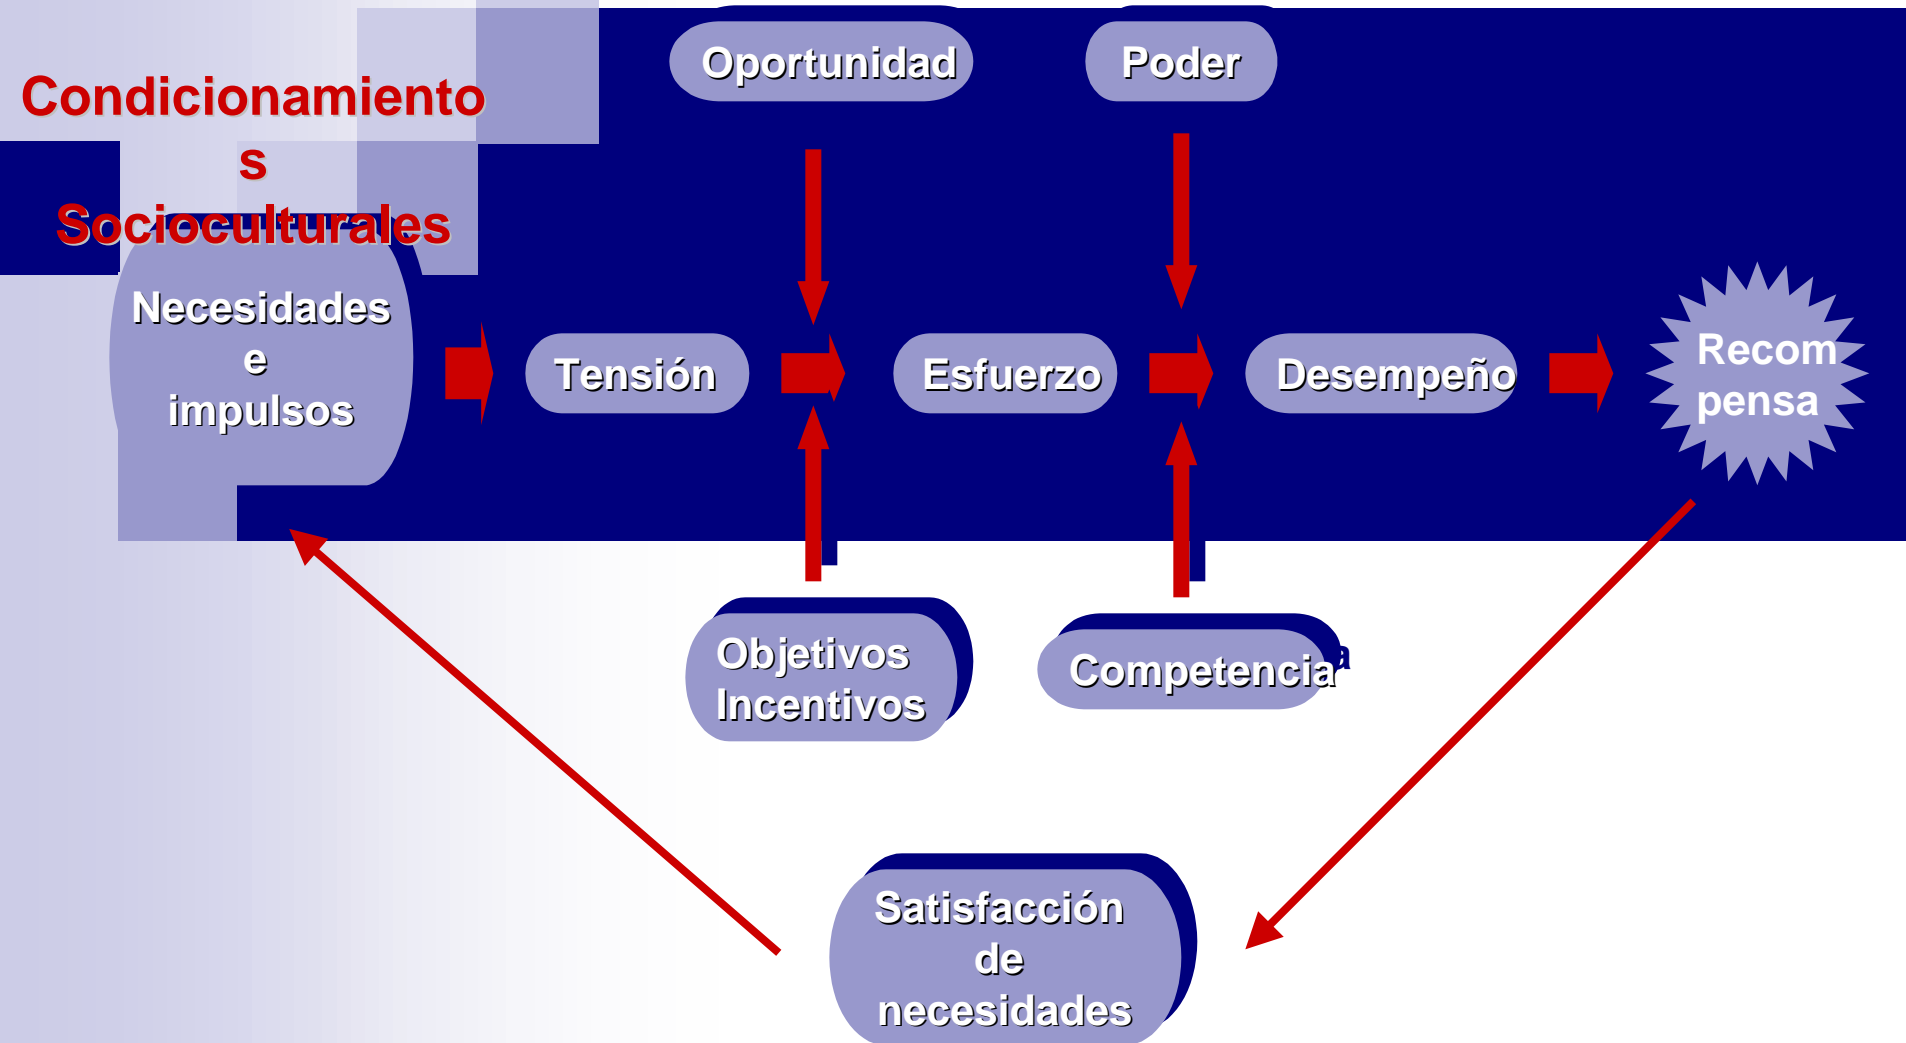 Oportunidad
Poder
Condicionamiento
s
Socioculturales
Necesidades
e
impulsos
Tensión
Esfuerzo
Desempeño
Recom
pensa
Objetivos
Incentivos
Competencia
Satisfacción
de
necesidades